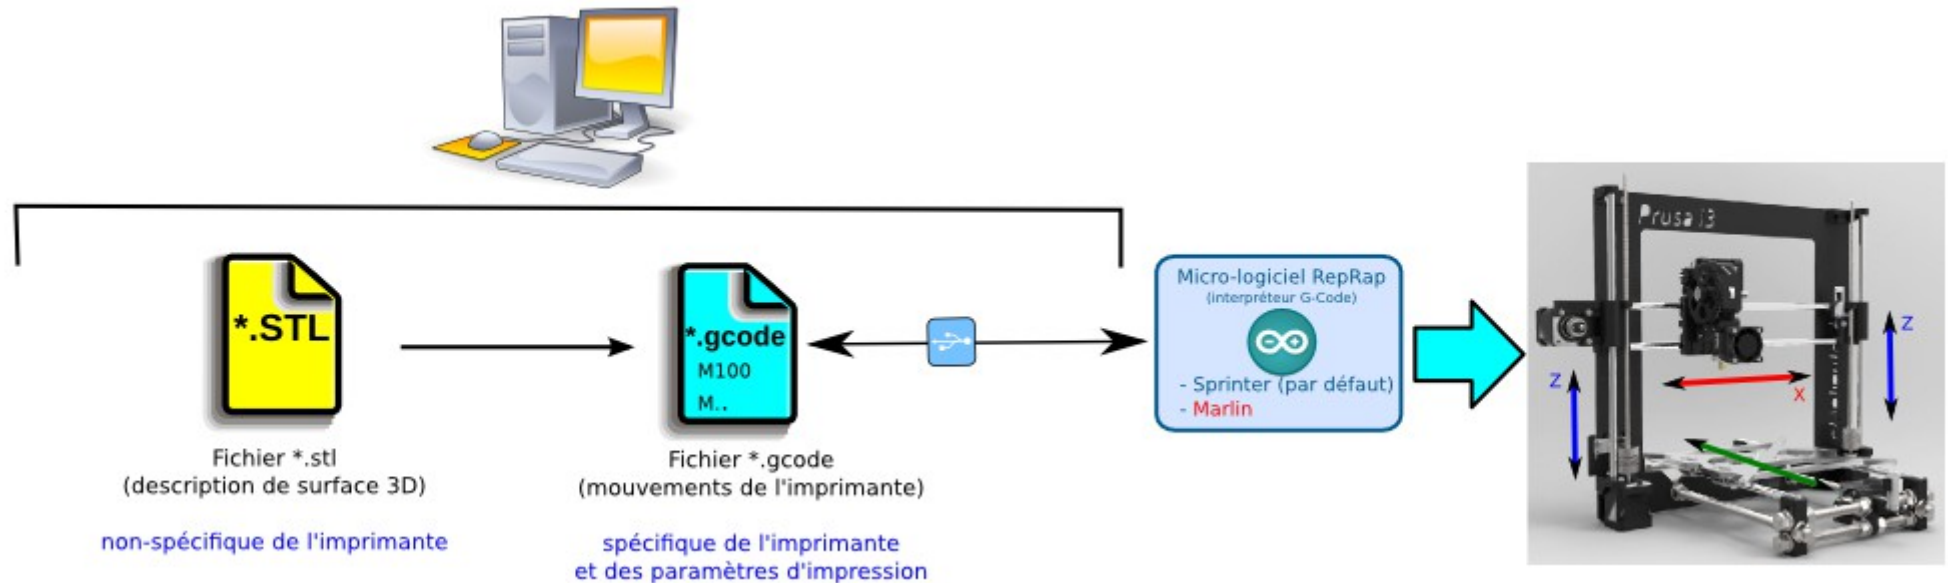 *.STL
Fichier *.stl
(description de surface 3D)
non-spécifique de l'imprimante
*.gcode
M100
M..
Fichier *.gcode
(mouvements de l'imprimante)
spécifique de l'imprimante
et des paramètres d'impression
Micro-logiciel RepRap
(interpréteur G-Code)
- Sprinter (par défaut)
- Marlin
Prusa i3
Z
X
Z